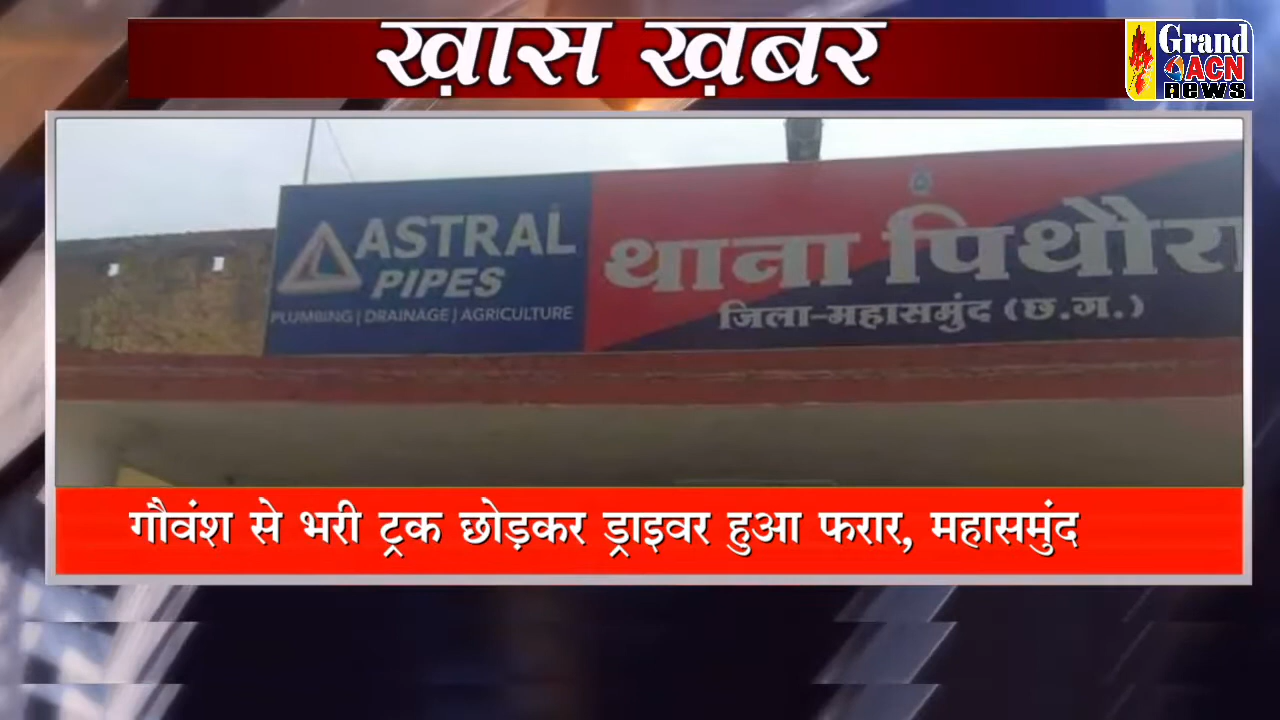 ख़ास ख़बर
Grand
ACN
news
ASTRAL
PIPES
PLUMBING | DRAINAGE | AGRICULTURE
थाना पिथौरा
जिला-महासमुंद (छ.ग.)
गौवंश से भरी ट्रक छोड़कर ड्राइवर हुआ फरार, महासमुंद